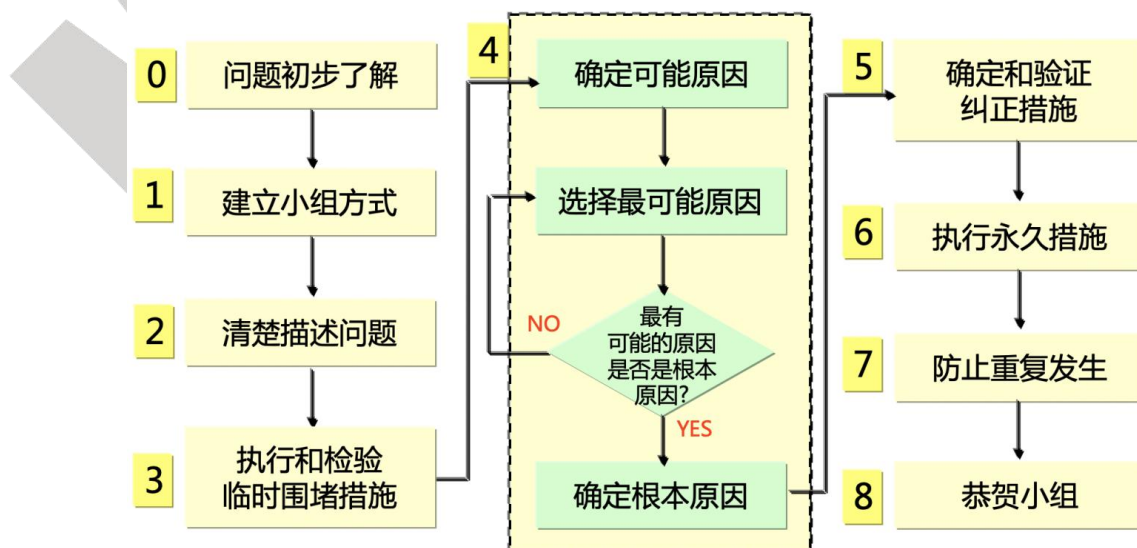 0
问题初步了解
1
建立小组方式
2
清楚描述问题
3
执行和检验
临时围堵措施
4
确定可能原因
选择最可能原因
最有
可能的原因
是否是根本
原因?
NO
YES
确定根本原因
5
确定和验证
纠正措施
6
执行永久措施
7
防止重复发生
8
恭贺小组